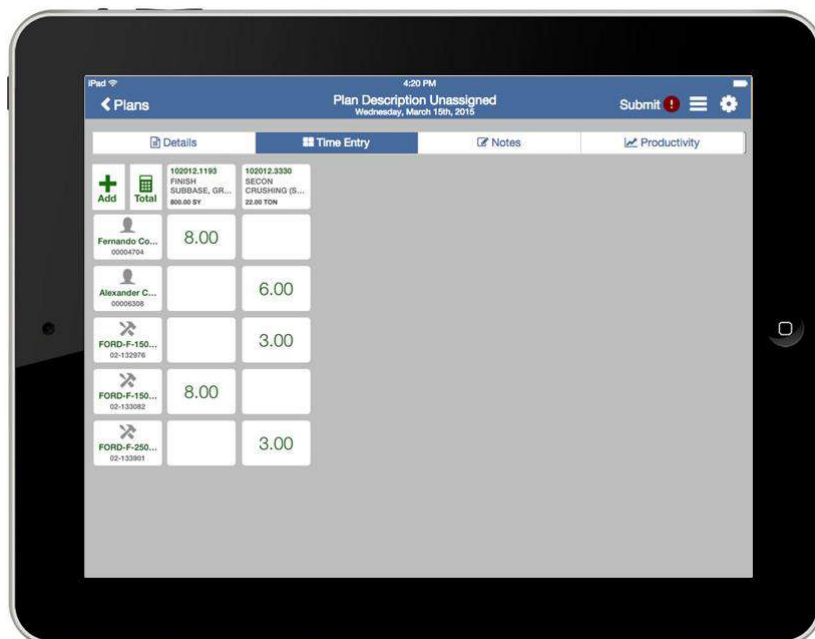 iPad
4:20 PM
Plans
Plan Description Unassigned
Wednesday, March 15th, 2015
Submit !
Details
Time Entry
Notes
Productivity
Add
Total
102012.1193
FINISH
SUBBASE, GR...
800.00 SY
102012.3330
SECON
CRUSHING (S...
22.00 TON
Fernando Co...
00004704
8.00
Alexander C...
00006308
6.00
FORD-F-150...
02-132976
3.00
FORD-F-150...
02-133082
8.00
FORD-F-250...
02-133901
3.00